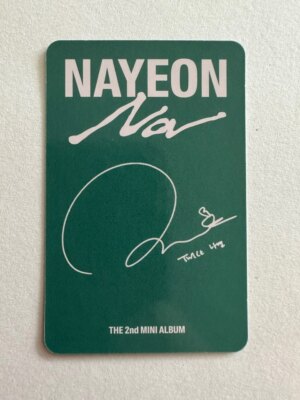 NAYEON
Na
THE 2nd MINI ALBUM